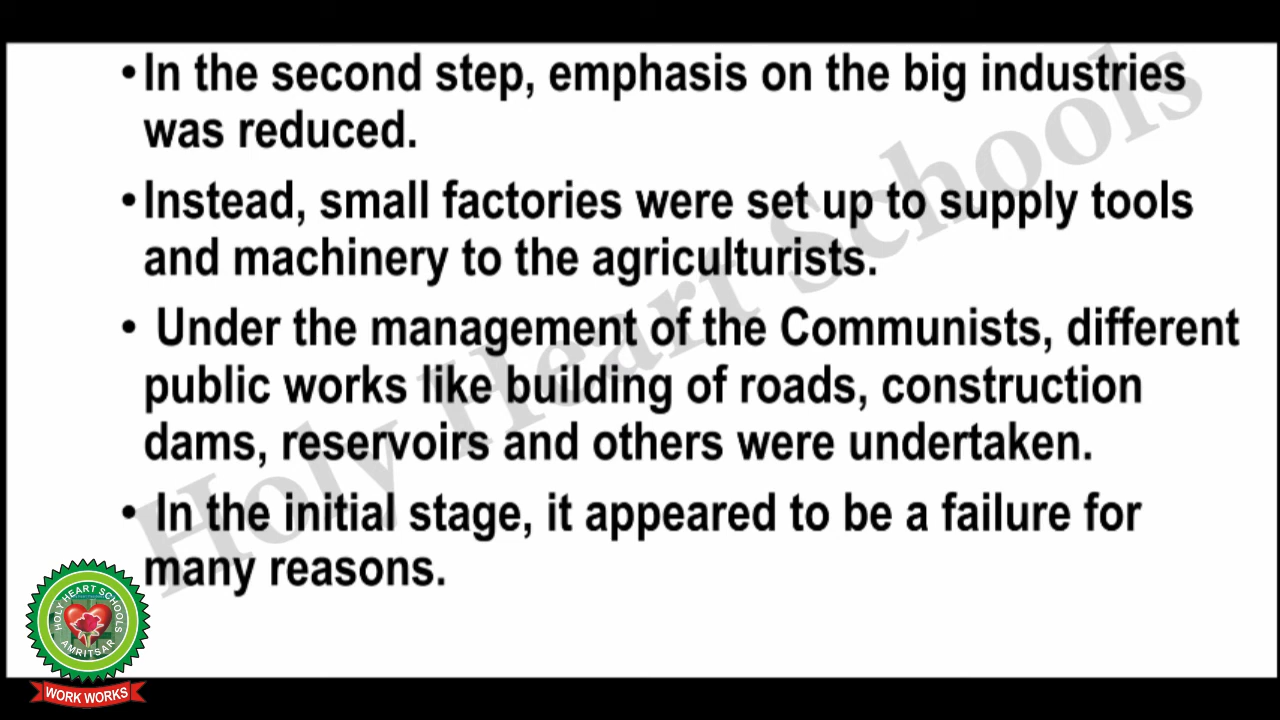 •In the second step, emphasis on the big industries
was reduced.
•Instead, small factories were set up to supply tools
and machinery to the agriculturists.
• Under the management of the Communists, different
public works like building of roads, construction
dams, reservoirs and others were undertaken.
• In the initial stage, it appeared to be a failure for
many reasons.
Holy Heart Schools
HOLY HEART SCHOOLS
AMRITSAR
WORK WORKS